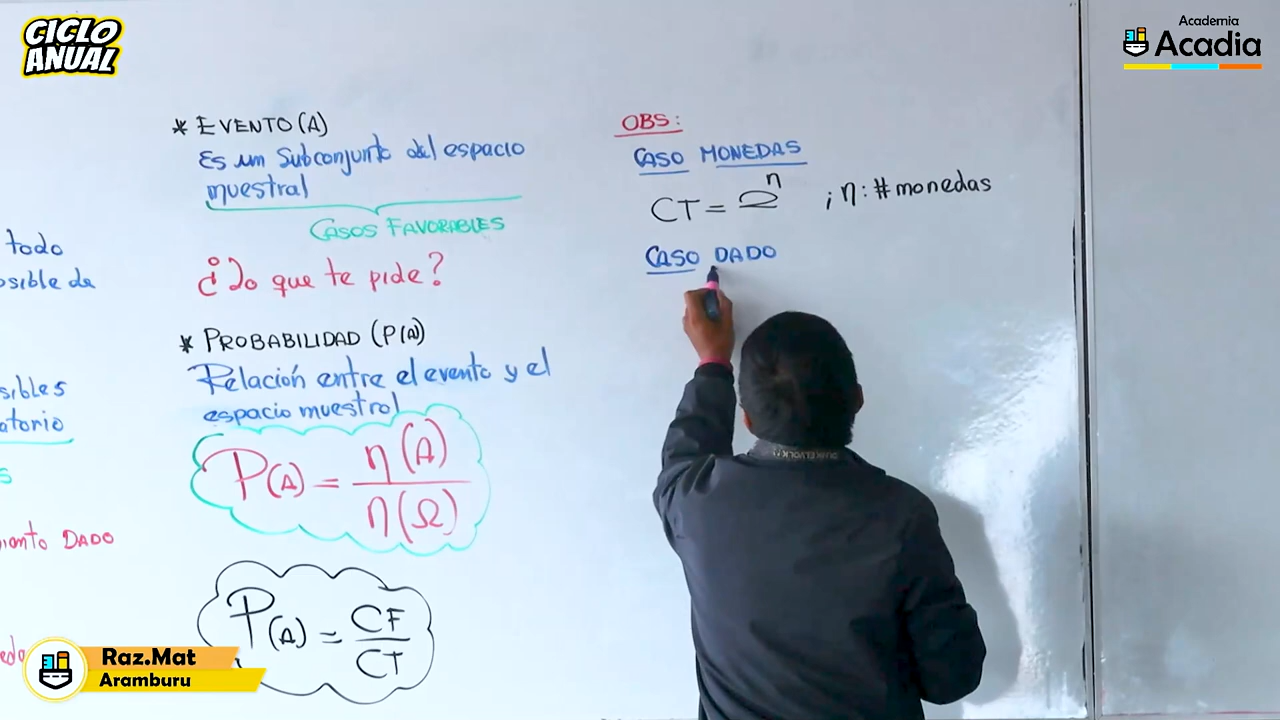 CICLO
ANUAL
Academia
Acadia
* EVENTO (A)
Es un subconjunto del espacio
muestral
CASOS FAVORABLES
¿lo que te pide?
* PROBABILIDAD (P(A))
Relación entre el evento y el
espacio muestral
P(A) = n(A)
n(Ω)
P(A) = CF
CT
todo
osible de
sibles
atorio
s
DADO
OBS:
CASO MONEDAS
CT = 2^n ; n: # monedas
CASO DADO
Raz.Mat
Aramburu